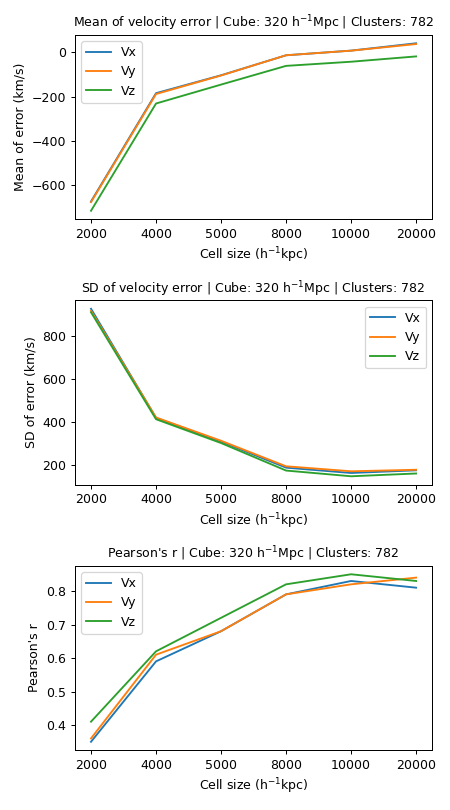 Mean of velocity error | Cube: 320 h⁻¹Mpc | Clusters: 782
Mean of error (km/s)
0
−200
−400
−600
Vx
Vy
Vz
2000 4000 5000 8000 10000 20000
Cell size (h⁻¹kpc)
SD of velocity error | Cube: 320 h⁻¹Mpc | Clusters: 782
SD of error (km/s)
800
600
400
200
Vx
Vy
Vz
2000 4000 5000 8000 10000 20000
Cell size (h⁻¹kpc)
Pearson's r | Cube: 320 h⁻¹Mpc | Clusters: 782
Pearson's r
0.8
0.7
0.6
0.5
0.4
Vx
Vy
Vz
2000 4000 5000 8000 10000 20000
Cell size (h⁻¹kpc)